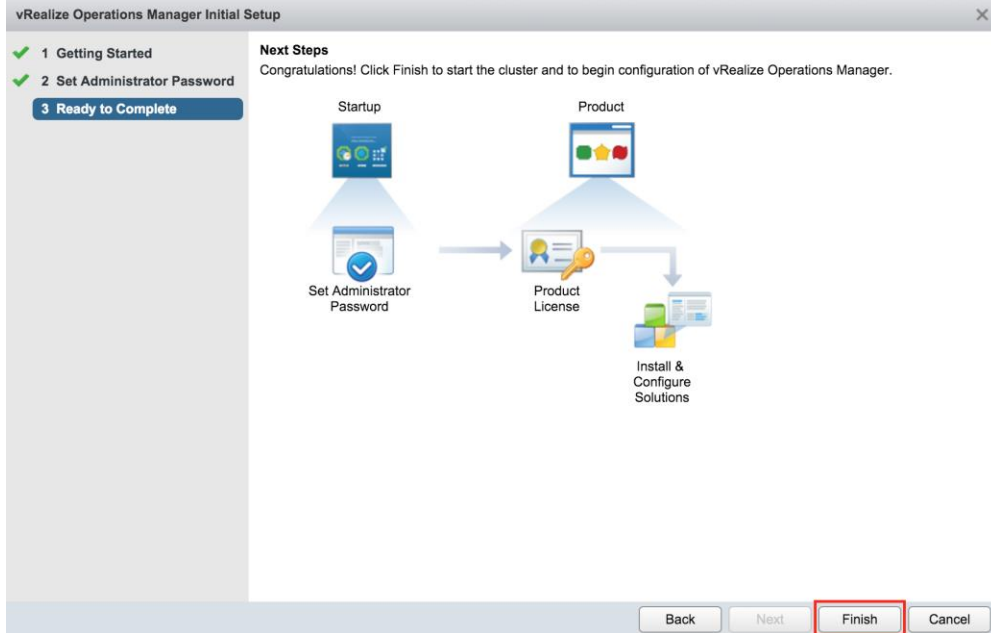 vRealize Operations Manager Initial Setup
1 Getting Started
2 Set Administrator Password
3 Ready to Complete
Next Steps
Congratulations! Click Finish to start the cluster and to begin configuration of vRealize Operations Manager.
Startup
Product
Set Administrator
Password
Product
License
Install &
Configure
Solutions
Back
Next
Finish
Cancel